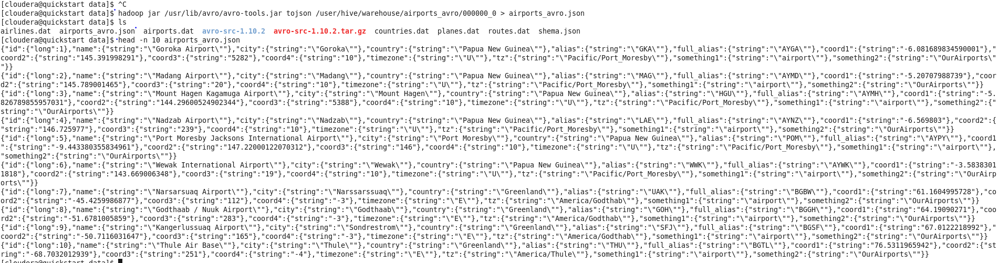 [cloudera@quickstart data]$ ^C
[cloudera@quickstart data]$ hadoop jar /usr/lib/avro/avro-tools.jar tojson /user/hive/warehouse/airports_avro/000000_0 > airports_avro.json
[cloudera@quickstart data]$ ls
airlines.dat  airports_avro.json  airports.dat  avro-src-1.10.2  avro-src-1.10.2.tar.gz  countries.dat  planes.dat  routes.dat  shema.json
[cloudera@quickstart data]$ head -n 10 airports_avro.json
{"id":{"long":1},"name":{"string":"\"Goroka Airport\""},"city":{"string":"\"Goroka\""},"country":{"string":"\"Papua New Guinea\""},"alias":{"string":"\"GKA\""},"full_alias":{"string":"\"AYGA\""},"coord1":{"string":"-6.081689834590001"},"
coord2":{"string":"145.391998291"},"coord3":{"string":"5282"},"coord4":{"string":"10"},"timezone":{"string":"\"U\""},"tz":{"string":"\"Pacific/Port_Moresby\""},"something1":{"string":"\"airport\""},"something2":{"string":"\"OurAirports\"
"}}
{"id":{"long":2},"name":{"string":"\"Madang Airport\""},"city":{"string":"\"Madang\""},"country":{"string":"\"Papua New Guinea\""},"alias":{"string":"\"MAG\""},"full_alias":{"string":"\"AYMD\""},"coord1":{"string":"-5.20707988739"},"coor
d2":{"string":"145.789001465"},"coord3":{"string":"20"},"coord4":{"string":"10"},"timezone":{"string":"\"U\""},"tz":{"string":"\"Pacific/Port_Moresby\""},"something1":{"string":"\"airport\""},"something2":{"string":"\"OurAirports\""}}
{"id":{"long":3},"name":{"string":"\"Mount Hagen Kagamuga Airport\""},"city":{"string":"\"Mount Hagen\""},"country":{"string":"\"Papua New Guinea\""},"alias":{"string":"\"HGU\""},"full_alias":{"string":"\"AYMH\""},"coord1":{"string":"-5.
826789855957031"},"coord2":{"string":"144.29600524902344"},"coord3":{"string":"5388"},"coord4":{"string":"10"},"timezone":{"string":"\"U\""},"tz":{"string":"\"Pacific/Port_Moresby\""},"something1":{"string":"\"airport\""},"something2":{"
string":"\"OurAirports\""}}
{"id":{"long":4},"name":{"string":"\"Nadzab Airport\""},"city":{"string":"\"Nadzab\""},"country":{"string":"\"Papua New Guinea\""},"alias":{"string":"\"LAE\""},"full_alias":{"string":"\"AYNZ\""},"coord1":{"string":"-6.569803"},"coord2":{
"string":"146.725977"},"coord3":{"string":"239"},"coord4":{"string":"10"},"timezone":{"string":"\"U\""},"tz":{"string":"\"Pacific/Port_Moresby\""},"something1":{"string":"\"airport\""},"something2":{"string":"\"OurAirports\""}}
{"id":{"long":5},"name":{"string":"\"Port Moresby Jacksons International Airport\""},"city":{"string":"\"Port Moresby\""},"country":{"string":"\"Papua New Guinea\""},"alias":{"string":"\"POM\""},"full_alias":{"string":"\"AYPY\""},"coord1
":{"string":"-9.443380355834961"},"coord2":{"string":"147.22000122070312"},"coord3":{"string":"146"},"coord4":{"string":"10"},"timezone":{"string":"\"U\""},"tz":{"string":"\"Pacific/Port_Moresby\""},"something1":{"string":"\"airport\""},
"something2":{"string":"\"OurAirports\""}}
{"id":{"long":6},"name":{"string":"\"Wewak International Airport\""},"city":{"string":"\"Wewak\""},"country":{"string":"\"Papua New Guinea\""},"alias":{"string":"\"WWK\""},"full_alias":{"string":"\"AYWK\""},"coord1":{"string":"-3.5838301
1818"},"coord2":{"string":"143.669006348"},"coord3":{"string":"19"},"coord4":{"string":"10"},"timezone":{"string":"\"U\""},"tz":{"string":"\"Pacific/Port_Moresby\""},"something1":{"string":"\"airport\""},"something2":{"string":"\"OurAirp
orts\""}}
{"id":{"long":7},"name":{"string":"\"Narsarsuaq Airport\""},"city":{"string":"\"Narssarssuaq\""},"country":{"string":"\"Greenland\""},"alias":{"string":"\"UAK\""},"full_alias":{"string":"\"BGBW\""},"coord1":{"string":"61.1604995728"},"co
ord2":{"string":"-45.4259986877"},"coord3":{"string":"112"},"coord4":{"string":"-3"},"timezone":{"string":"\"E\""},"tz":{"string":"\"America/Godthab\""},"something1":{"string":"\"airport\""},"something2":{"string":"\"OurAirports\""}}
{"id":{"long":8},"name":{"string":"\"Godthaab / Nuuk Airport\""},"city":{"string":"\"Godthaab\""},"country":{"string":"\"Greenland\""},"alias":{"string":"\"GOH\""},"full_alias":{"string":"\"BGGH\""},"coord1":{"string":"64.19090271"},"coo
rd2":{"string":"-51.6781005859"},"coord3":{"string":"283"},"coord4":{"string":"-3"},"timezone":{"string":"\"E\""},"tz":{"string":"\"America/Godthab\""},"something1":{"string":"\"airport\""},"something2":{"string":"\"OurAirports\""}}
{"id":{"long":9},"name":{"string":"\"Kangerlussuaq Airport\""},"city":{"string":"\"Sondrestrom\""},"country":{"string":"\"Greenland\""},"alias":{"string":"\"SFJ\""},"full_alias":{"string":"\"BGSF\""},"coord1":{"string":"67.0122218992"},"
coord2":{"string":"-50.7116031647"},"coord3":{"string":"165"},"coord4":{"string":"-3"},"timezone":{"string":"\"E\""},"tz":{"string":"\"America/Godthab\""},"something1":{"string":"\"airport\""},"something2":{"string":"\"OurAirports\""}}
{"id":{"long":10},"name":{"string":"\"Thule Air Base\""},"city":{"string":"\"Thule\""},"country":{"string":"\"Greenland\""},"alias":{"string":"\"THU\""},"full_alias":{"string":"\"BGTL\""},"coord1":{"string":"76.5311965942"},"coord2":{"st
ring":"-68.7032012939"},"coord3":{"string":"251"},"coord4":{"string":"-4"},"timezone":{"string":"\"E\""},"tz":{"string":"\"America/Thule\""},"something1":{"string":"\"airport\""},"something2":{"string":"\"OurAirports\""}}
[cloudera@quickstart data]$